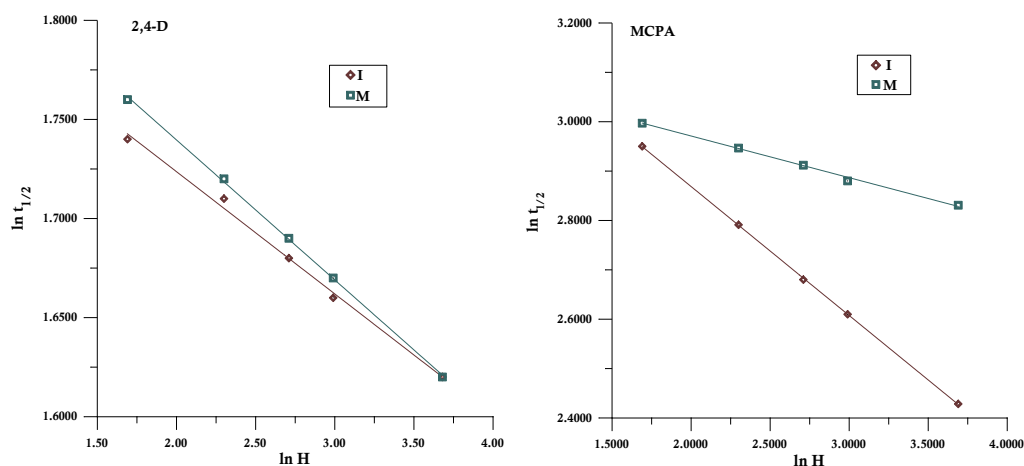 2,4-D
I
M
1.8000
1.7500
1.7000
1.6500
1.6000
ln t1/2
1.50
2.00
2.50
3.00
3.50
4.00
ln H
MCPA
I
M
3.2000
3.0000
2.8000
2.6000
2.4000
ln t1/2
1.5000
2.0000
2.5000
3.0000
3.5000
4.0000
ln H